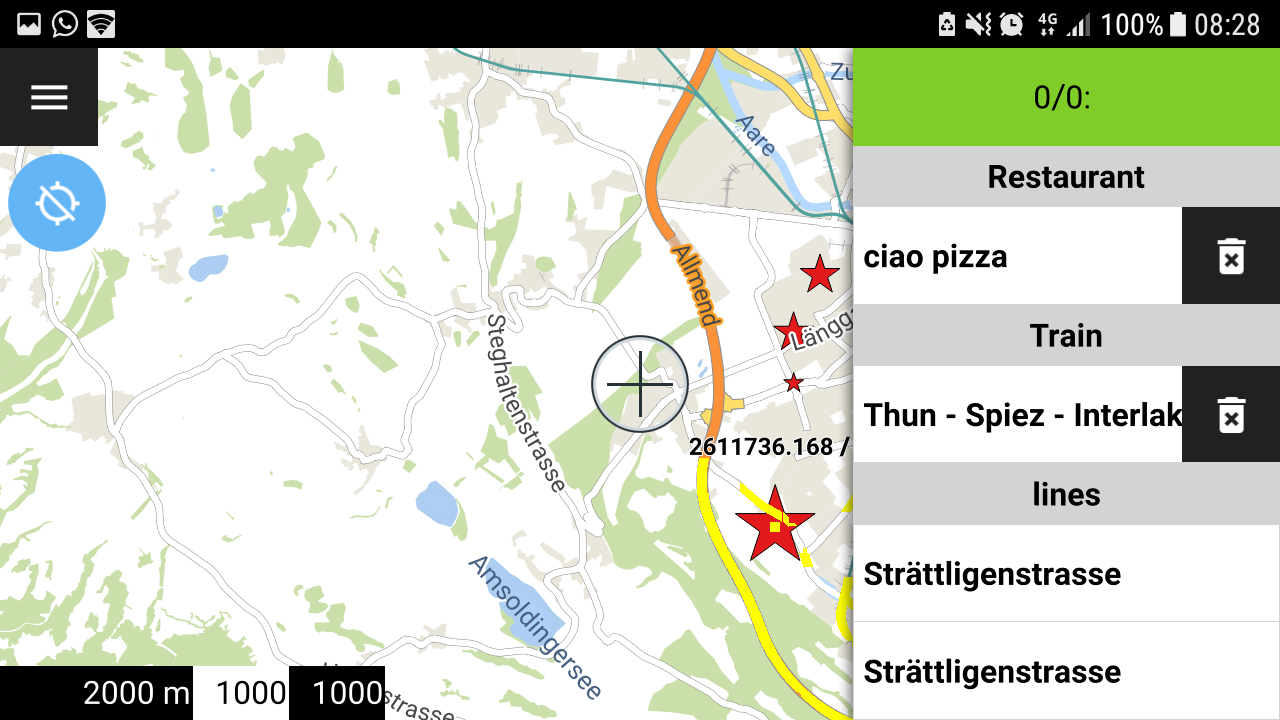 4G 100% 08:28
0/0:
Restaurant
ciao pizza
Train
Thun - Spiez - Interlak
lines
Strättligenstrasse
Strättligenstrasse
Zu
Aare
Allmend
Längga
Steghaltenstrasse
2611736.168 /
Amsoldingersee
strasse
2000 m 1000 1000